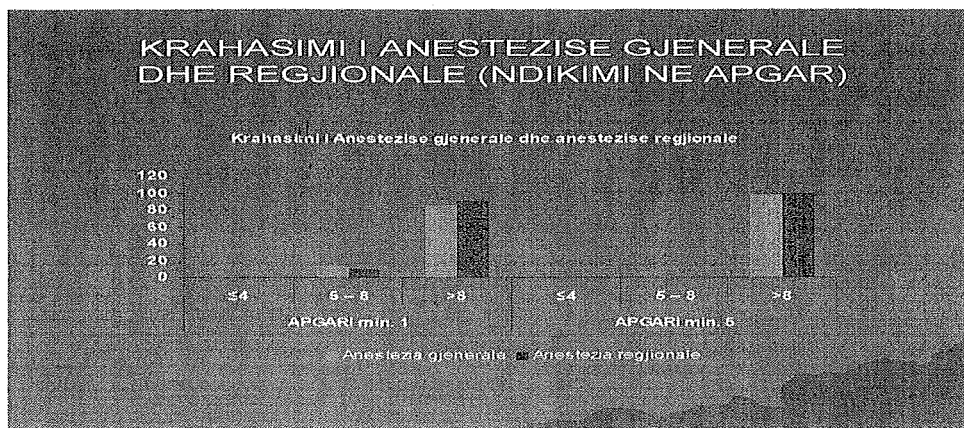 KRAHASIMI I ANESTEZISE GJENERALE
DHE REGJIONALE (NDIKIMI NE APGAR)
Krahasimi i Anestezise gjenerale dhe anestezise regjionale
120
100
80
60
40
20
0
≤4 5 – 8 >8 ≤4 5 – 8 >8
APGARI min. 1 APGARI min. 5
Anestezia gjenerale Anestezia regjionale